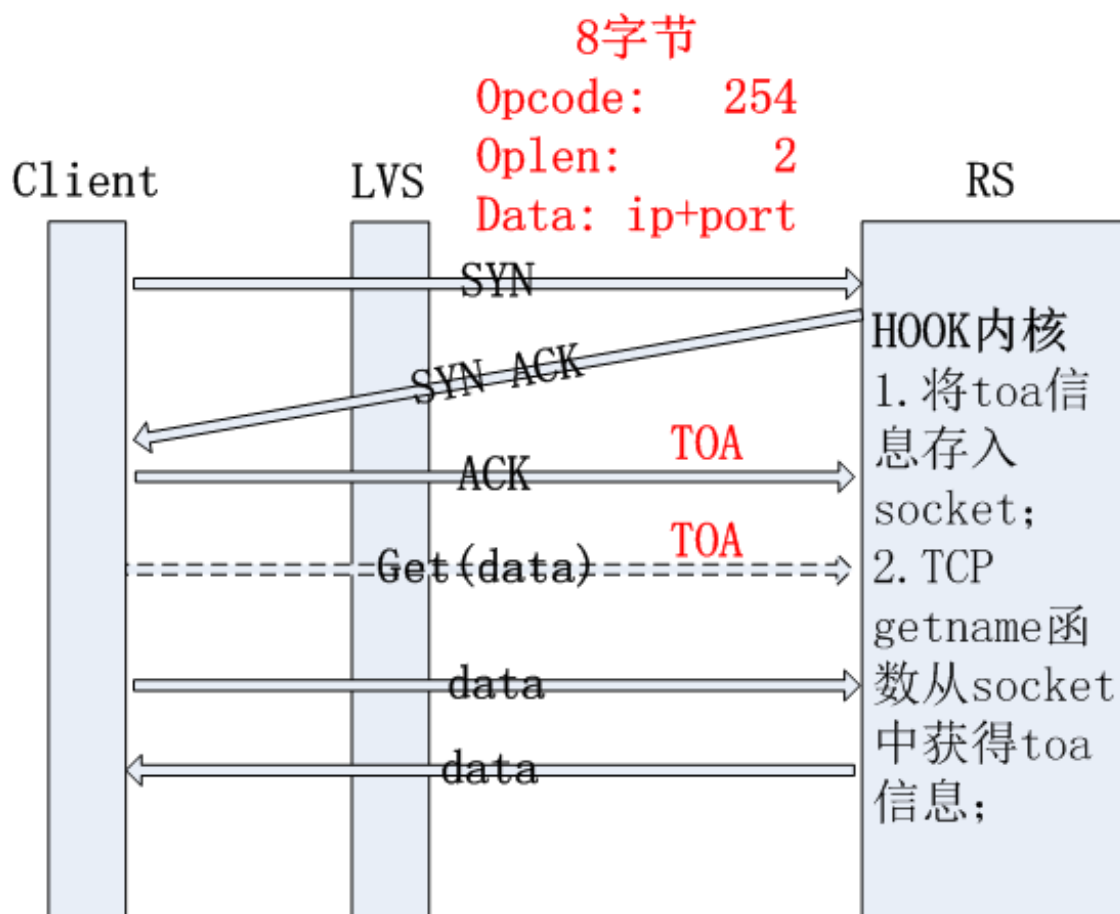 8字节
Opcode: 254
Oplen: 2
Data: ip+port
Client
LVS
RS
SYN
SYN ACK
ACK
TOA
Get(data)
TOA
data
data
HOOK内核
1.将toa信
息存入
socket;
2.TCP
getname函
数从socket
中获得toa
信息;